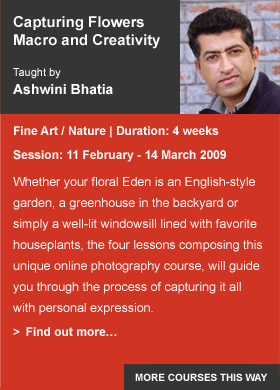 Capturing Flowers
Macro and Creativity
Taught by
Ashwini Bhatia
Fine Art / Nature | Duration: 4 weeks
Session: 11 February - 14 March 2009
Whether your floral Eden is an English-style
garden, a greenhouse in the backyard or
simply a well-lit windowsill lined with favorite
houseplants, the four lessons composing this
unique online photography course, will guide
you through the process of capturing it all
with personal expression.
> Find out more…
MORE COURSES THIS WAY